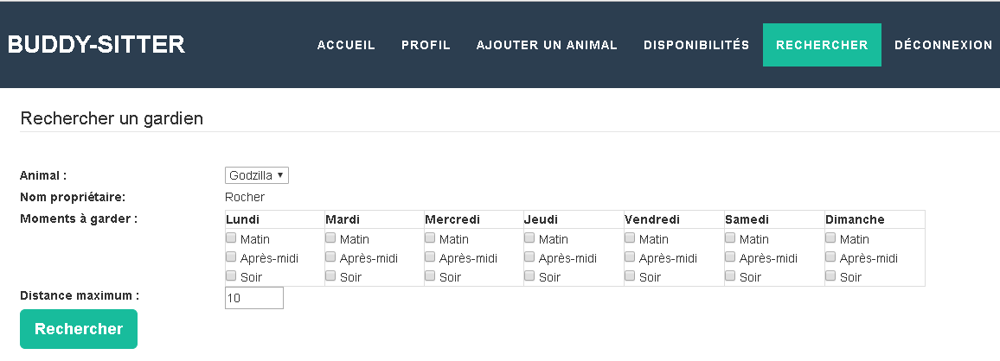 BUDDY-SITTER ACCUEIL PROFIL AJOUTER UN ANIMAL DISPONIBILITÉS RECHERCHER DÉCONNEXION
Rechercher un gardien
Animal : Godzilla
Nom propriétaire: Rocher
Moments à garder : Lundi Mardi Mercredi Jeudi Vendredi Samedi Dimanche
Matin Matin Matin Matin Matin Matin Matin
Après-midi Après-midi Après-midi Après-midi Après-midi Après-midi Après-midi
Soir Soir Soir Soir Soir Soir Soir
Distance maximum : 10
Rechercher